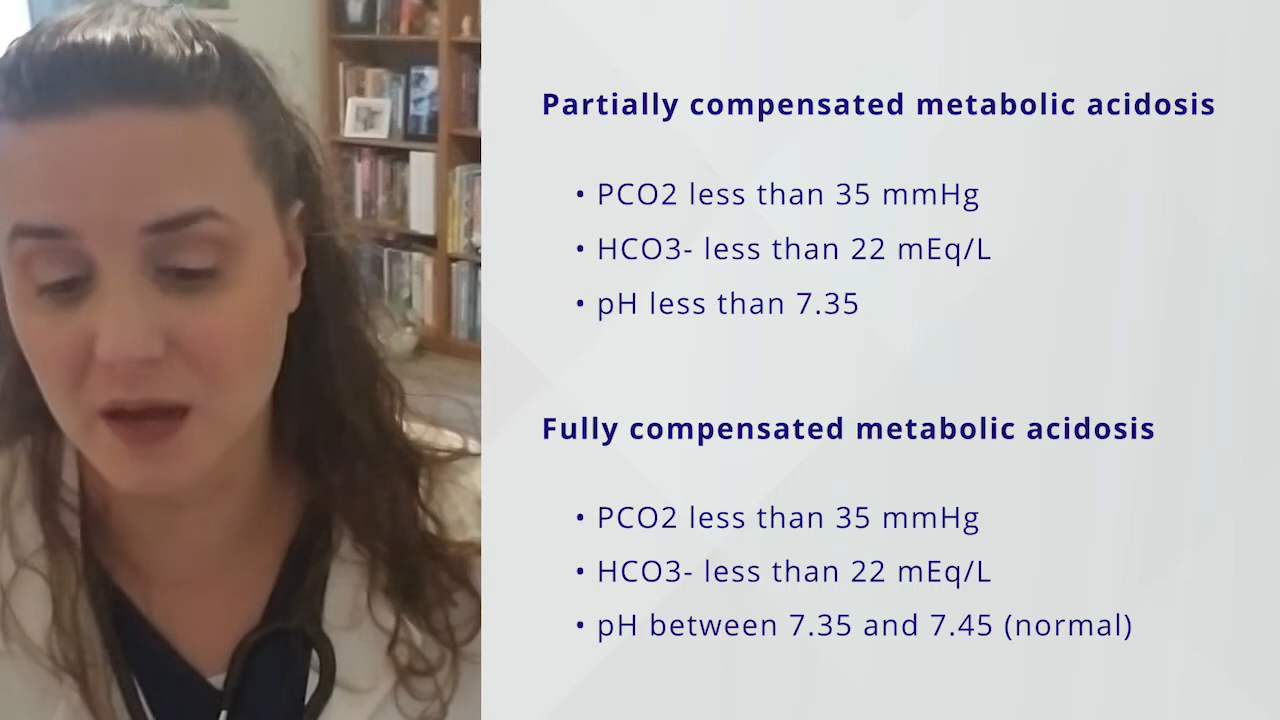 Partially compensated metabolic acidosis
• PCO2 less than 35 mmHg
• HCO3- less than 22 mEq/L
• pH less than 7.35
Fully compensated metabolic acidosis
• PCO2 less than 35 mmHg
• HCO3- less than 22 mEq/L
• pH between 7.35 and 7.45 (normal)